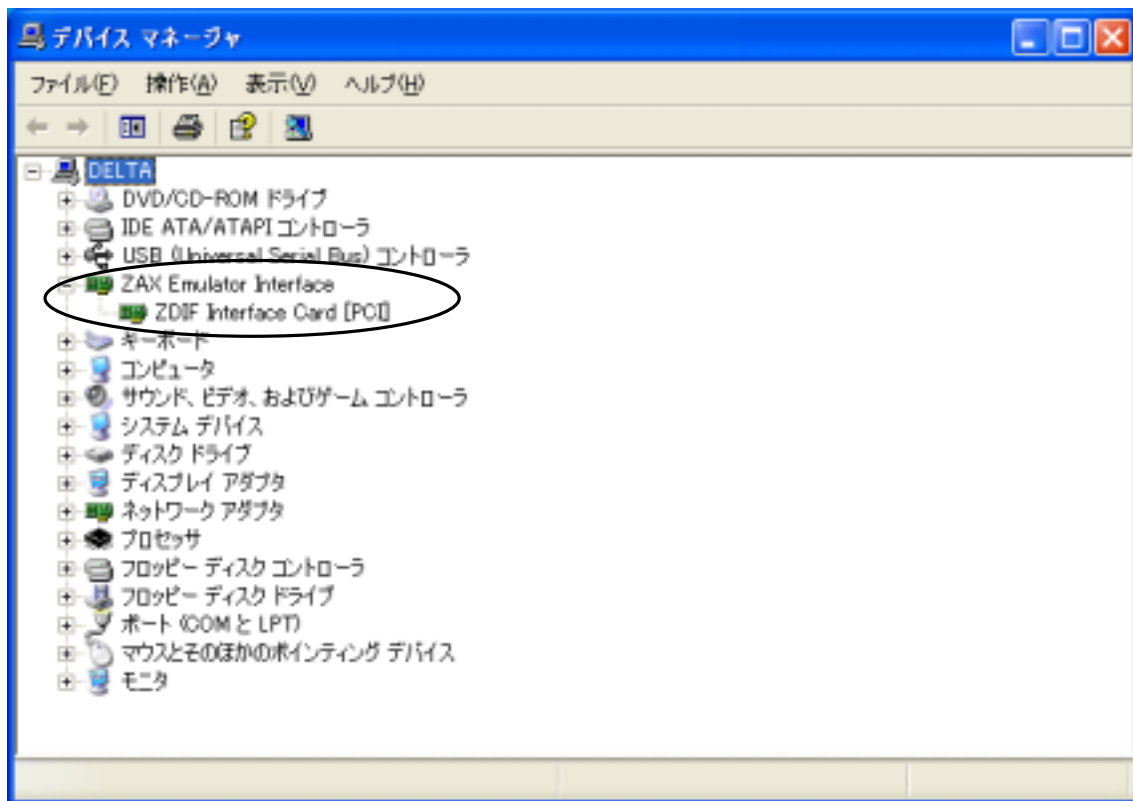 デバイス マネージャ
ファイル(F) 操作(A) 表示(V) ヘルプ(H)
DELTA
DVD/CD-ROM ドライブ
IDE ATA/ATAPI コントローラ
USB (Universal Serial Bus) コントローラ
ZAX Emulator Interface
ZDIF Interface Card [PCI]
キーボード
コンピュータ
サウンド、ビデオ、およびゲーム コントローラ
システム デバイス
ディスク ドライブ
ディスプレイ アダプタ
ネットワーク アダプタ
プロセッサ
フロッピー ディスク コントローラ
フロッピー ディスク ドライブ
ポート (COM と LPT)
マウスとそのほかのポインティング デバイス
モニタ